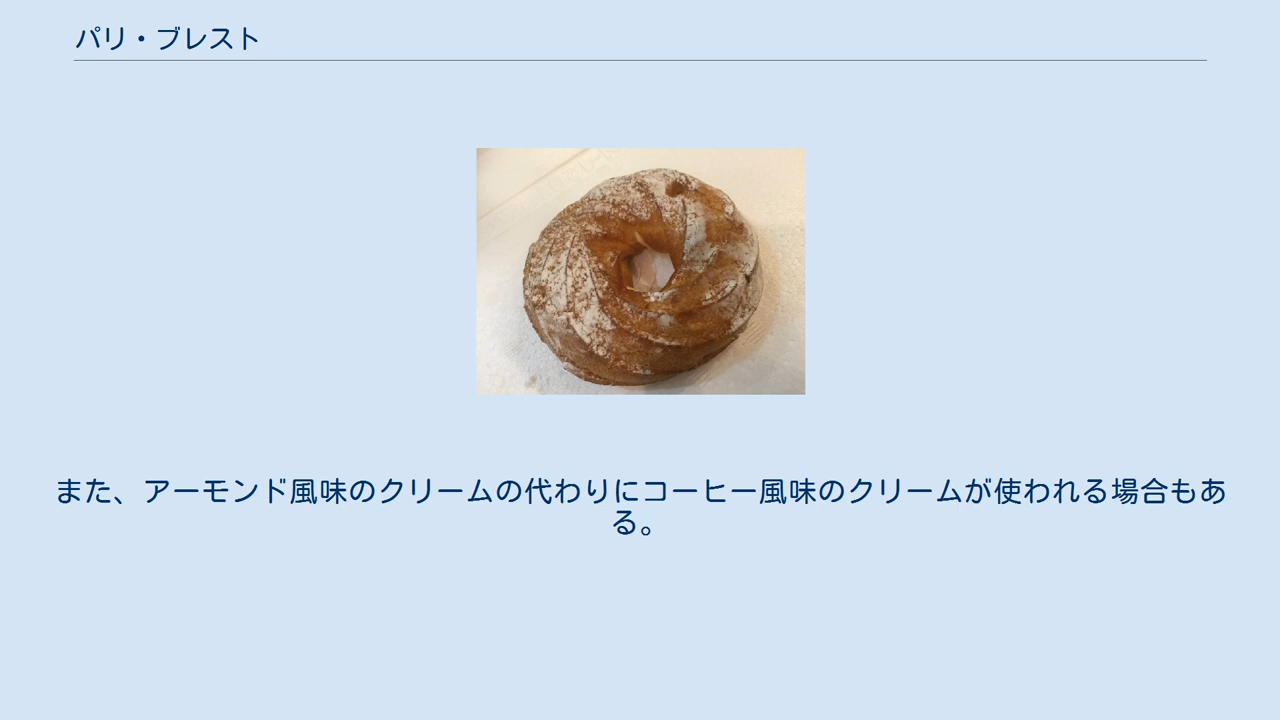 パリ・ブレスト
また、アーモンド風味のクリームの代わりにコーヒー風味のクリームが使われる場合もあ
る。